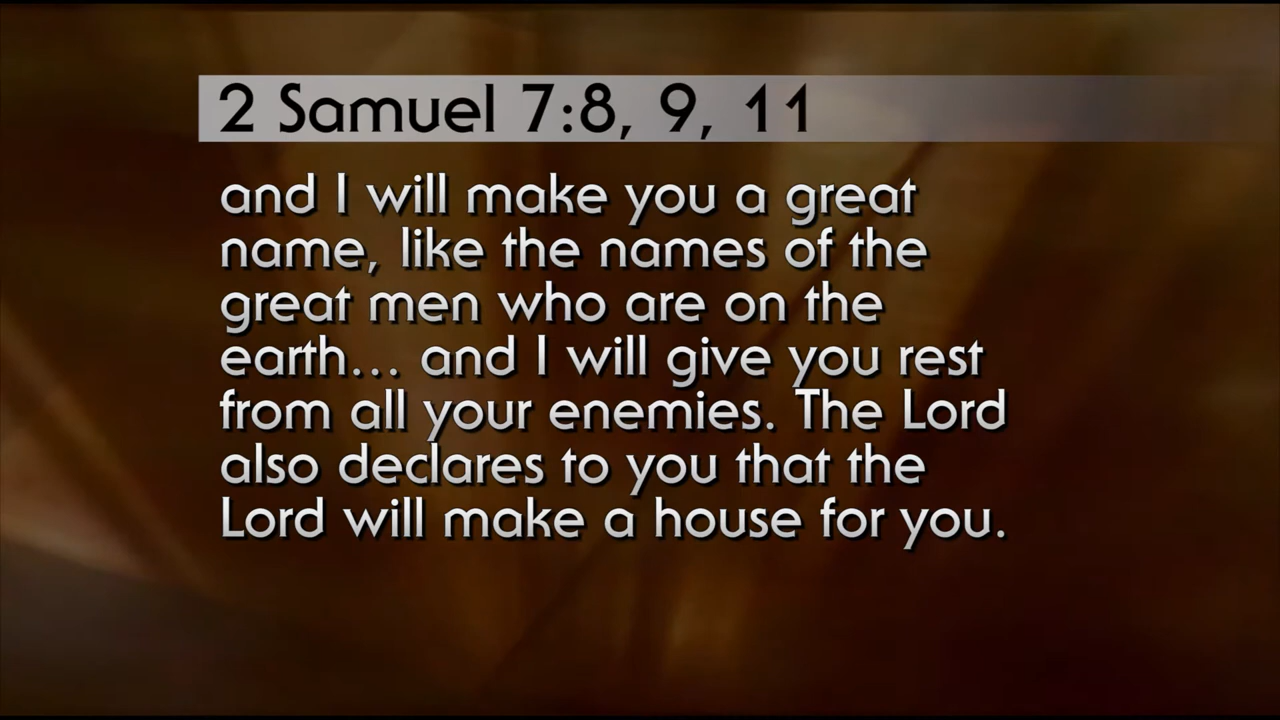 2 Samuel 7:8, 9, 11
and I will make you a great
name, like the names of the
great men who are on the
earth... and I will give you rest
from all your enemies. The Lord
also declares to you that the
Lord will make a house for you.